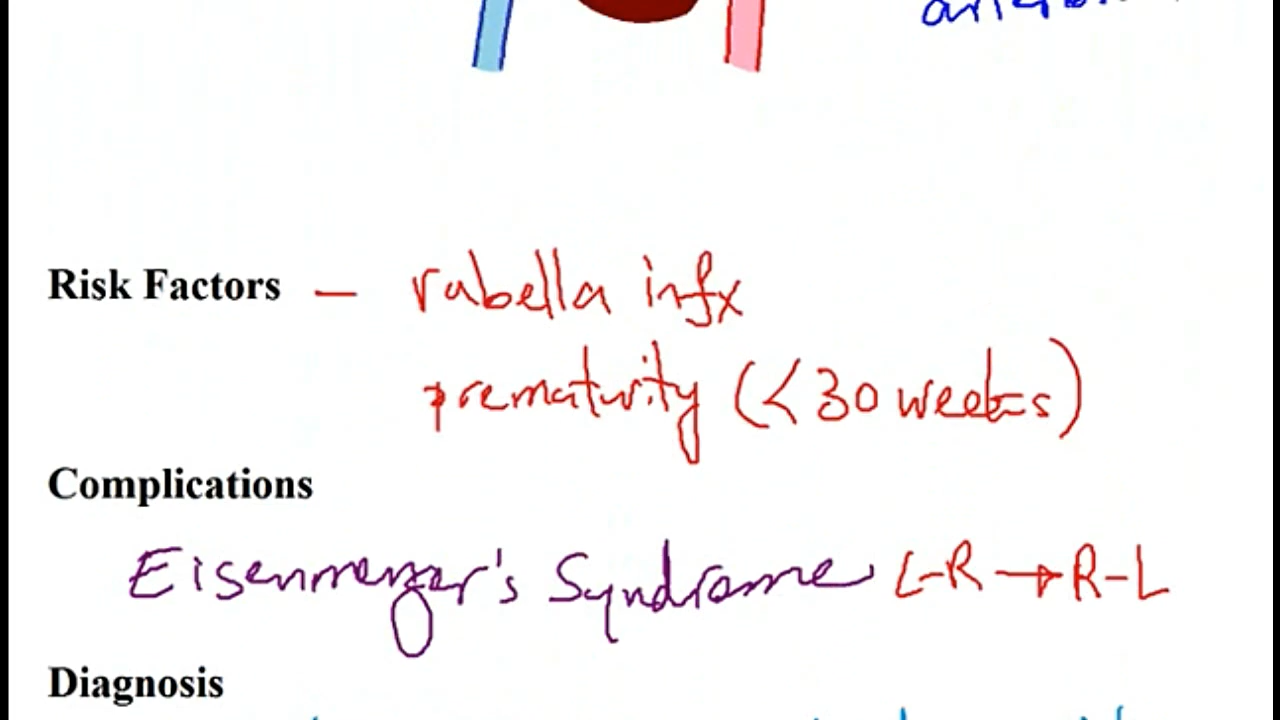 Risk Factors — rubella infx
prematurity (<30 weeks)
Complications
Eisenmenger's Syndrome L-R → R-L
Diagnosis